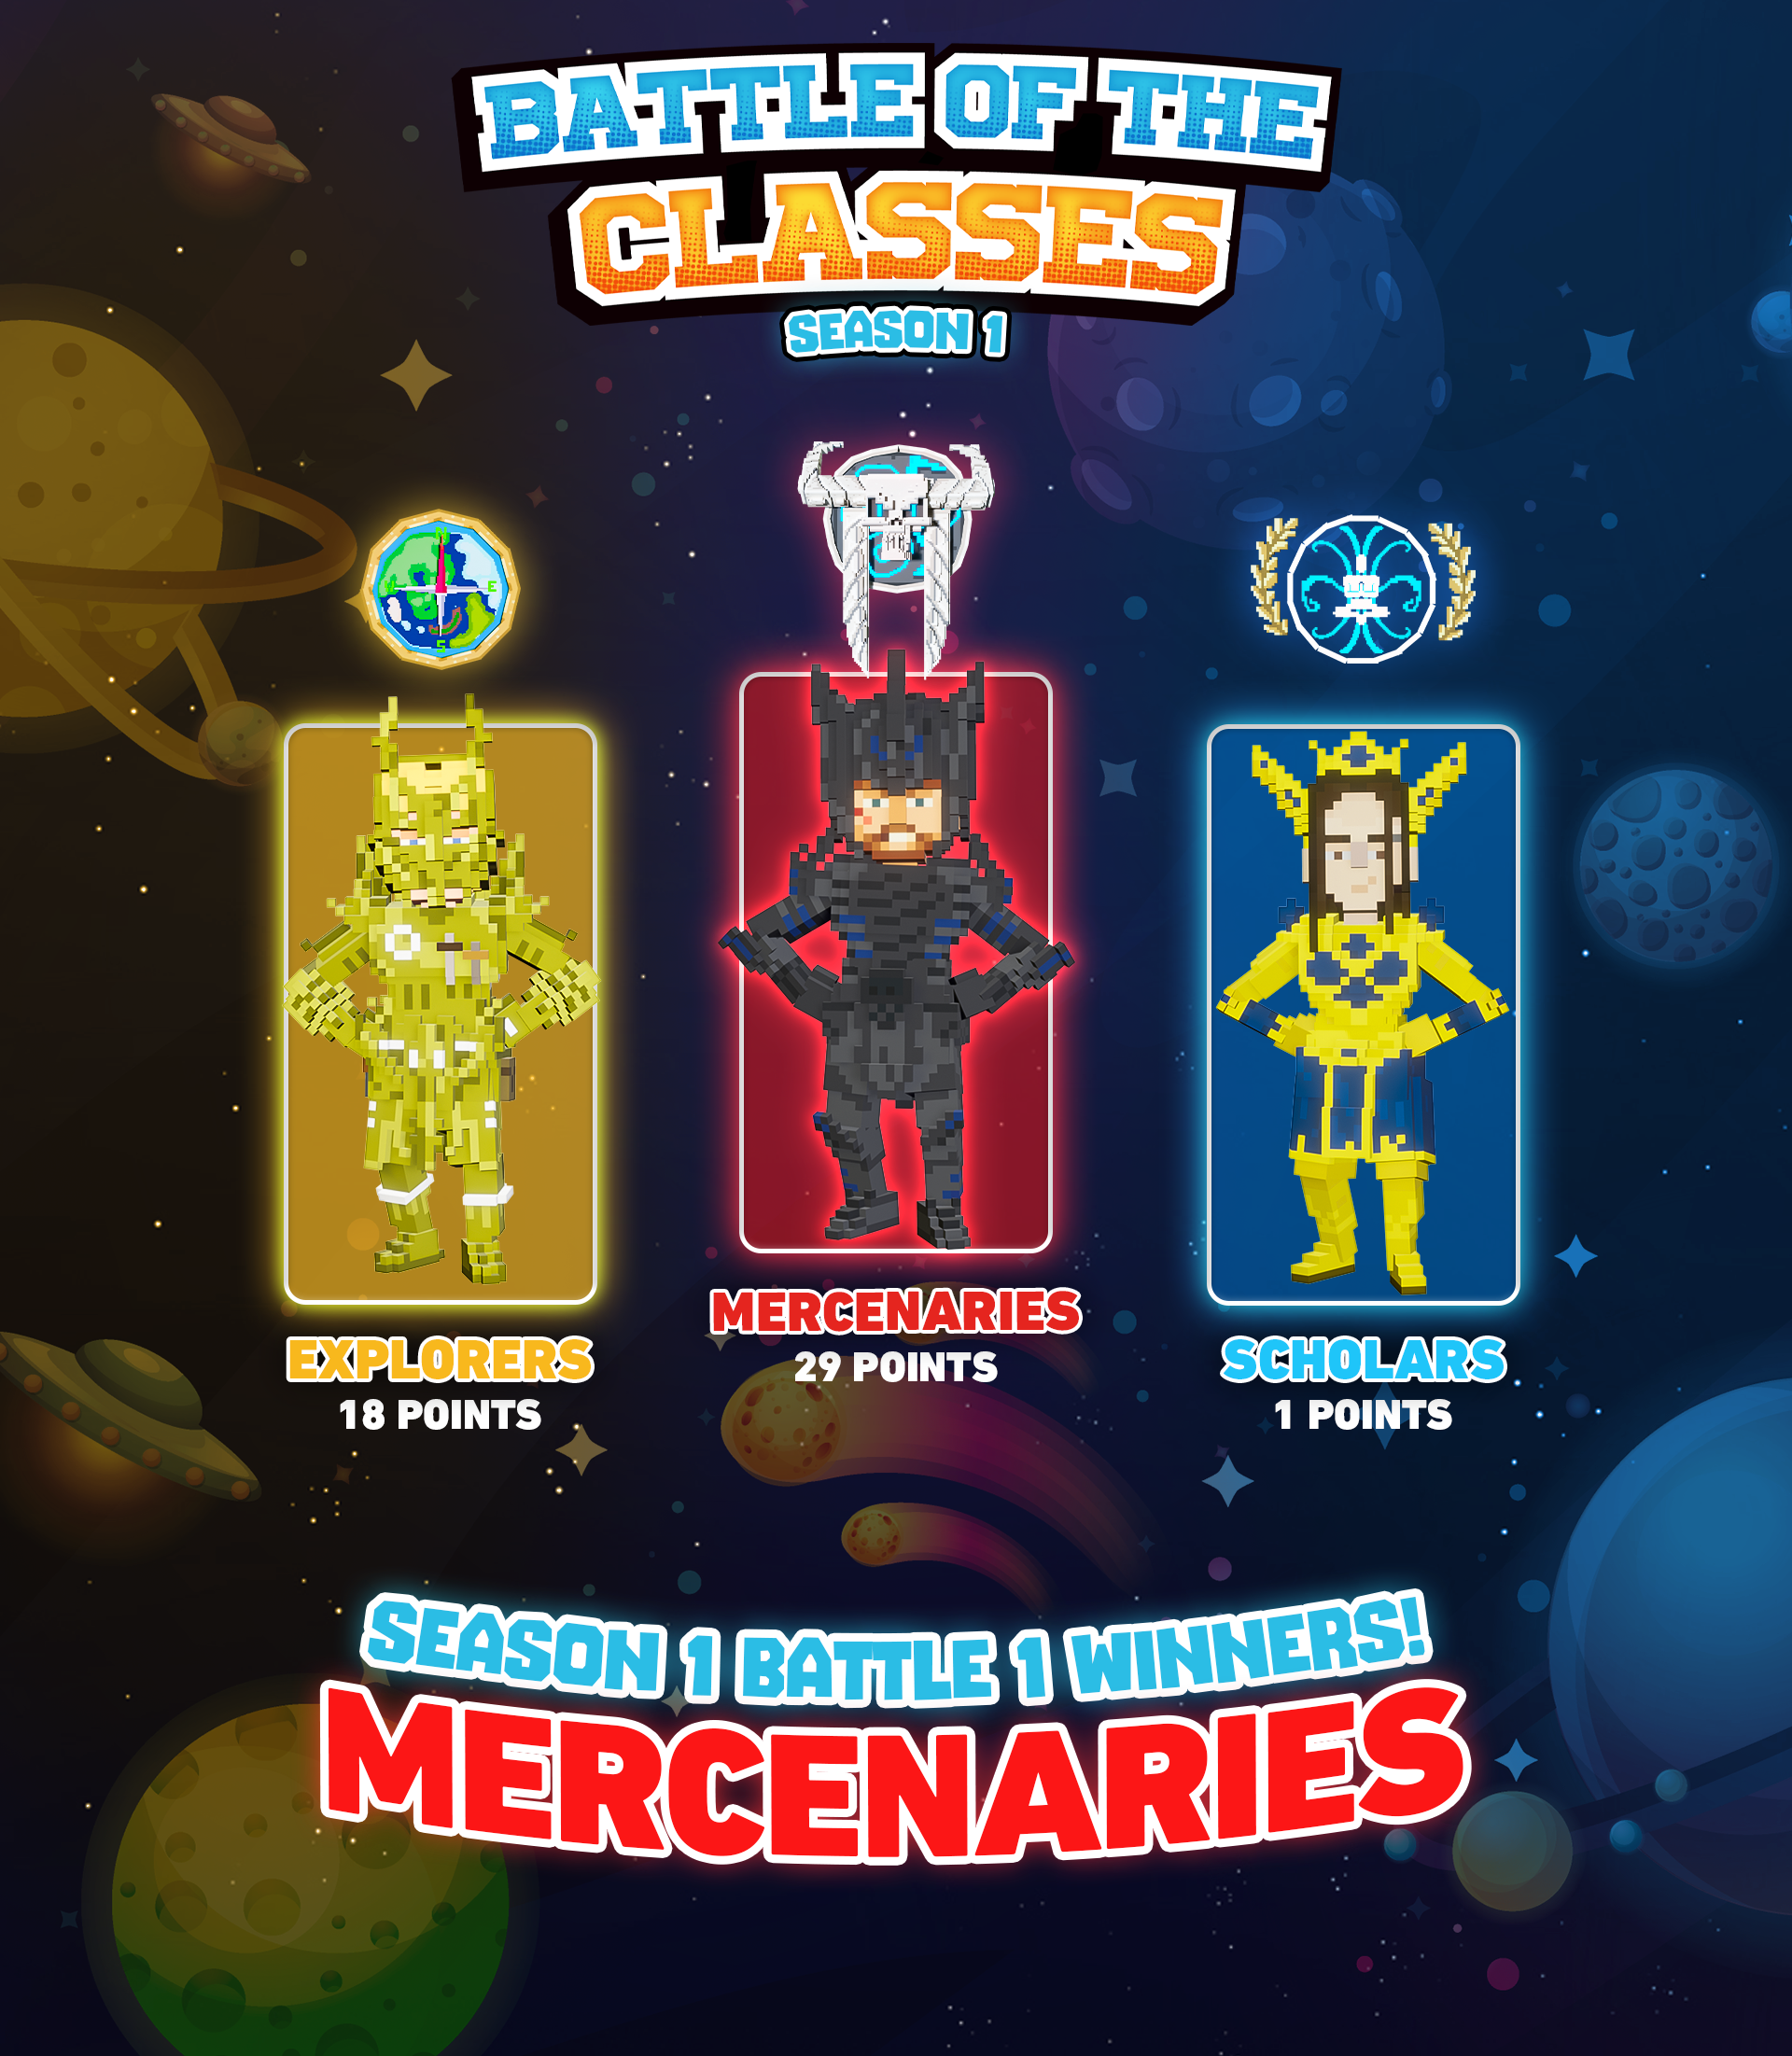 BATTLE OF THE
CLASSES
SEASON 1
N
E
S
EXPLORERS
18 POINTS
MERCENARIES
29 POINTS
SCHOLARS
1 POINTS
SEASON 1 BATTLE 1 WINNERS!
MERCENARIES